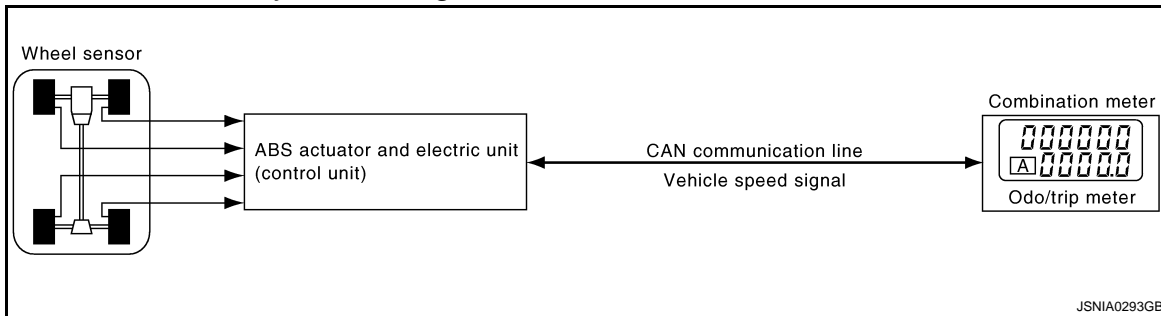 Wheel sensor
ABS actuator and electric unit
(control unit)
CAN communication line
Vehicle speed signal
Combination meter
000000
A 0000.0
Odo/trip meter
JSNIA0293GB